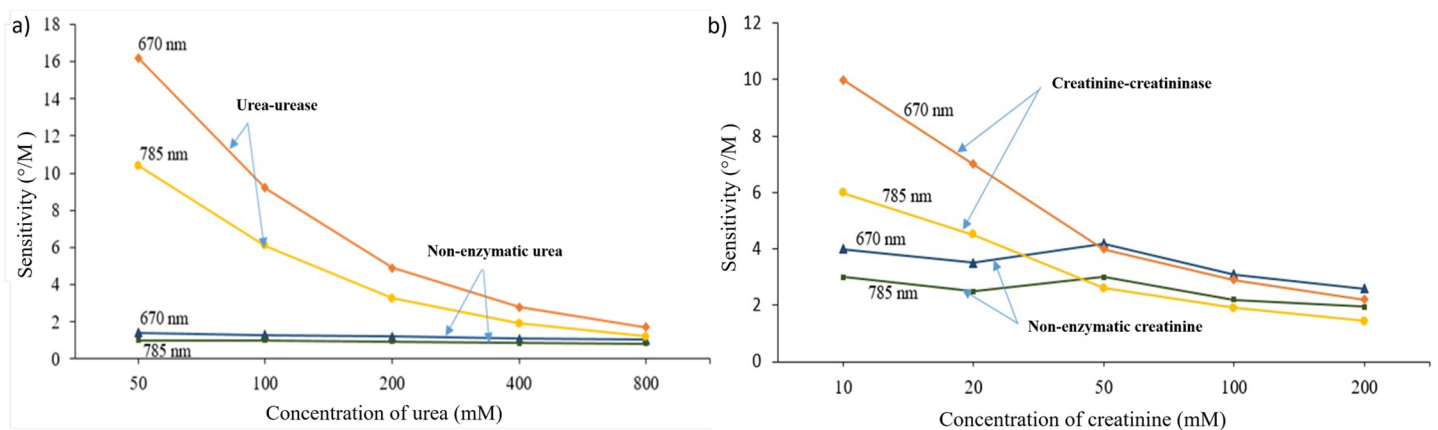 a)
18
16
14
12
10
8
6
4
2
0
Sensitivity (°/M )
670 nm
Urea-urease
785 nm
Non-enzymatic urea
670 nm
785 nm
50 100 200 400 800
Concentration of urea (mM)
b)
12
10
8
6
4
2
0
Sensitivity (°/M )
Creatinine-creatininase
670 nm
785 nm
670 nm
785 nm
Non-enzymatic creatinine
10 20 50 100 200
Concentration of creatinine (mM)